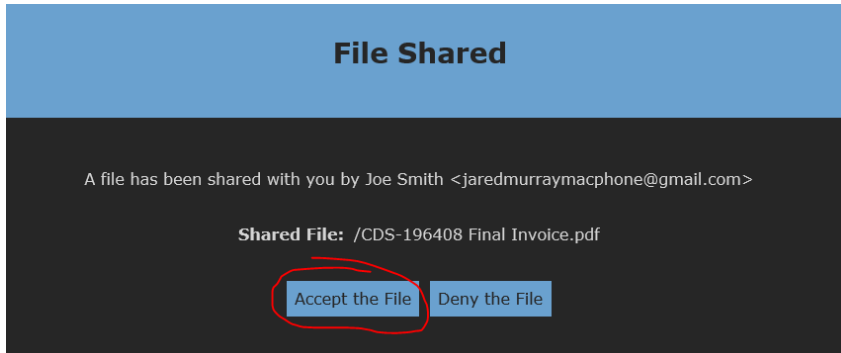 File Shared
A file has been shared with you by Joe Smith <jaredmurraymacphone@gmail.com>
Shared File: /CDS-196408 Final Invoice.pdf
Accept the File Deny the File